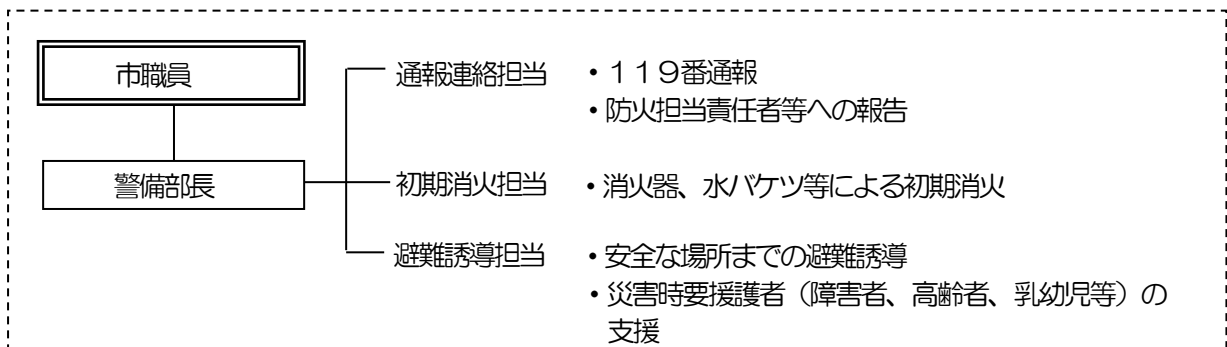 市職員
警備部長
通報連絡担当
・１１９番通報
・防火担当責任者等への報告
初期消火担当
・消火器、水バケツ等による初期消火
避難誘導担当
・安全な場所までの避難誘導
・災害時要援護者（障害者、高齢者、乳幼児等）の
支援